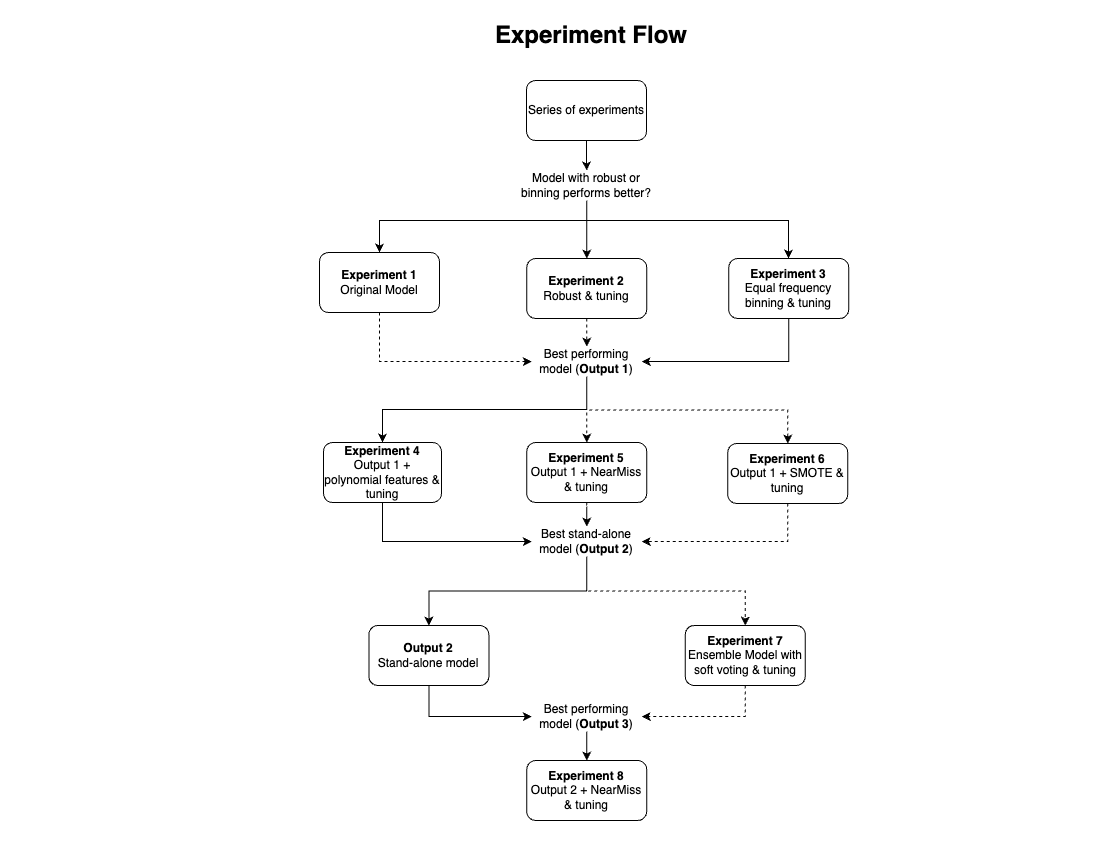 Experiment Flow
Series of experiments
Model with robust or
binning performs better?
Experiment 1
Original Model
Experiment 2
Robust & tuning
Experiment 3
Equal frequency
binning & tuning
Best performing
model (Output 1)
Experiment 4
Output 1 +
polynomial features &
tuning
Experiment 5
Output 1 + NearMiss
& tuning
Experiment 6
Output 1 + SMOTE &
tuning
Best stand-alone
model (Output 2)
Output 2
Stand-alone model
Experiment 7
Ensemble Model with
soft voting & tuning
Best performing
model (Output 3)
Experiment 8
Output 2 + NearMiss
& tuning